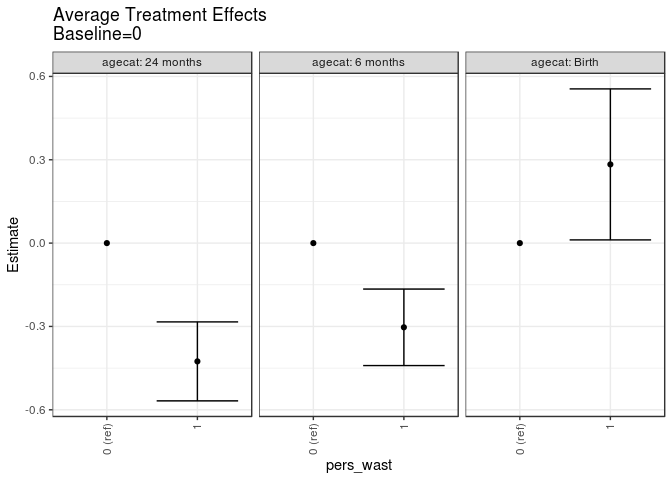 Average Treatment Effects
Baseline=0
agecat: 24 months
agecat: 6 months
agecat: Birth
0.6
0.3
0.0
-0.3
-0.6
Estimate
0 (ref)
1
0 (ref)
1
0 (ref)
1
pers_wast